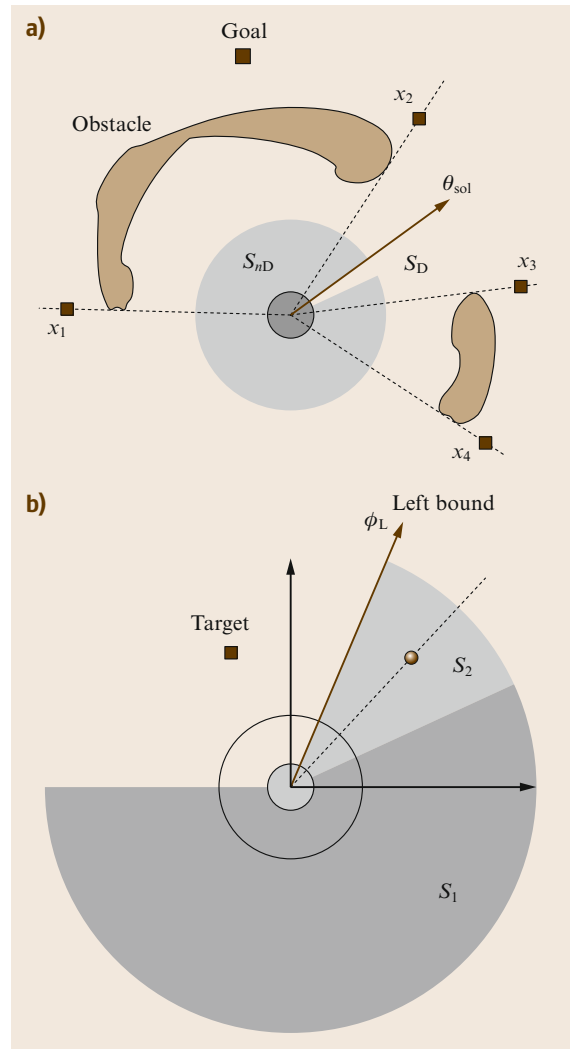 a)
Goal
x2
Obstacle
θsol
SnD
SD
x3
x1
x4
b)
Left bound
ϕL
Target
S2
S1